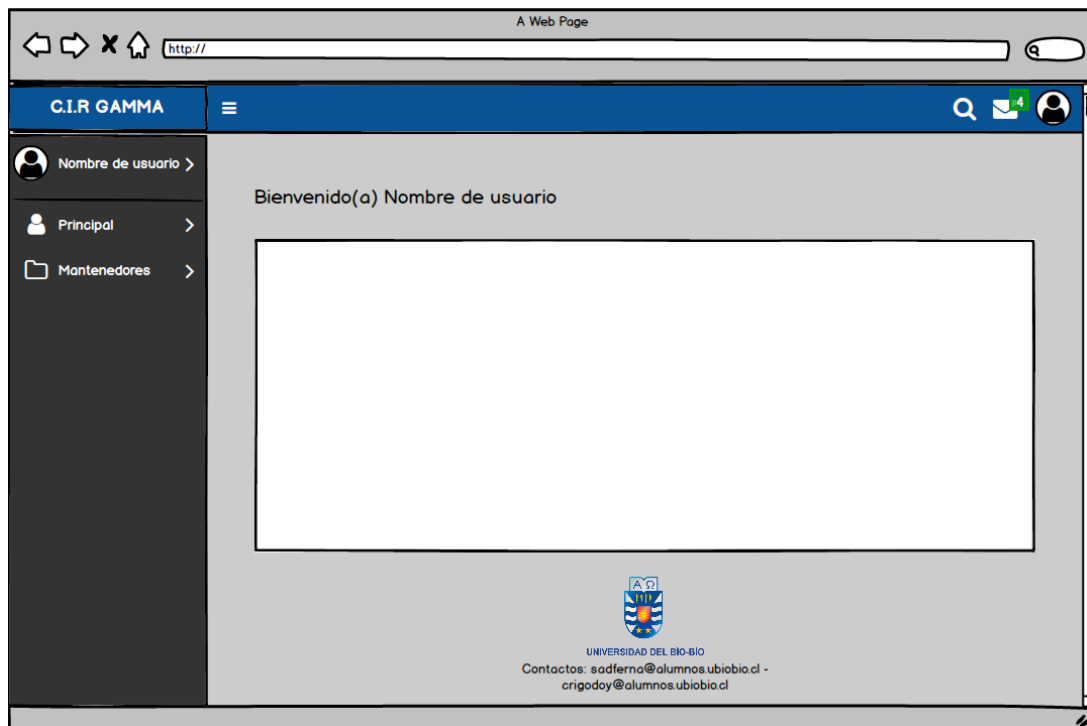 A Web Page
http://
C.I.R GAMMA
4
Nombre de usuario
Principal
Mantenedores
Bienvenido(a) Nombre de usuario
Α Ω
UNIVERSIDAD DEL BÍO-BÍO
Contactos: sadferna@alumnos.ubiobio.cl -
crigodoy@alumnos.ubiobio.cl